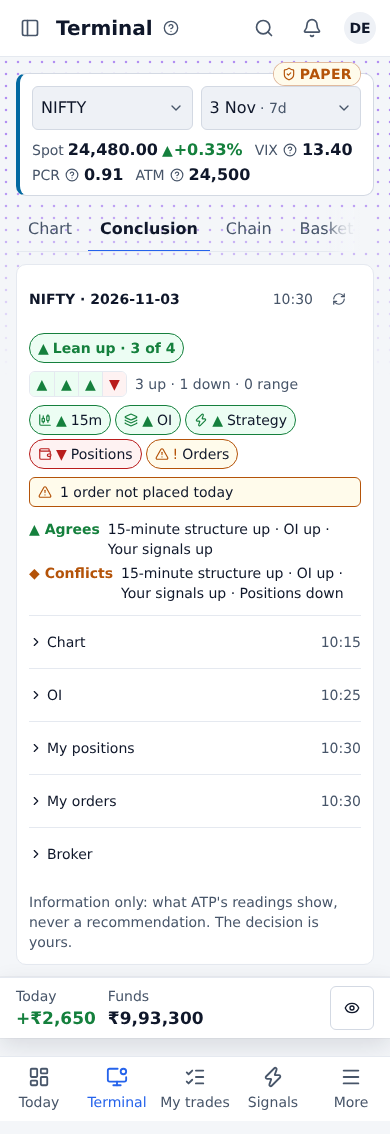 Terminal
DE
PAPER
NIFTY
3 Nov · 7d
Spot 24,480.00 ▲+0.33% VIX 13.40
PCR 0.91 ATM 24,500
Chart Conclusion Chain Basket
NIFTY · 2026-11-03 10:30
▲ Lean up · 3 of 4
▲ ▲ ▲ ▼ 3 up · 1 down · 0 range
▲ 15m ▲ OI ▲ Strategy
▼ Positions ! Orders
1 order not placed today
▲ Agrees 15-minute structure up · OI up ·
Your signals up
◆ Conflicts 15-minute structure up · OI up ·
Your signals up · Positions down
Chart 10:15
OI 10:25
My positions 10:30
My orders 10:30
Broker
Information only: what ATP's readings show,
never a recommendation. The decision is
yours.
Today Funds
+₹2,650 ₹9,93,300
Today Terminal My trades Signals More